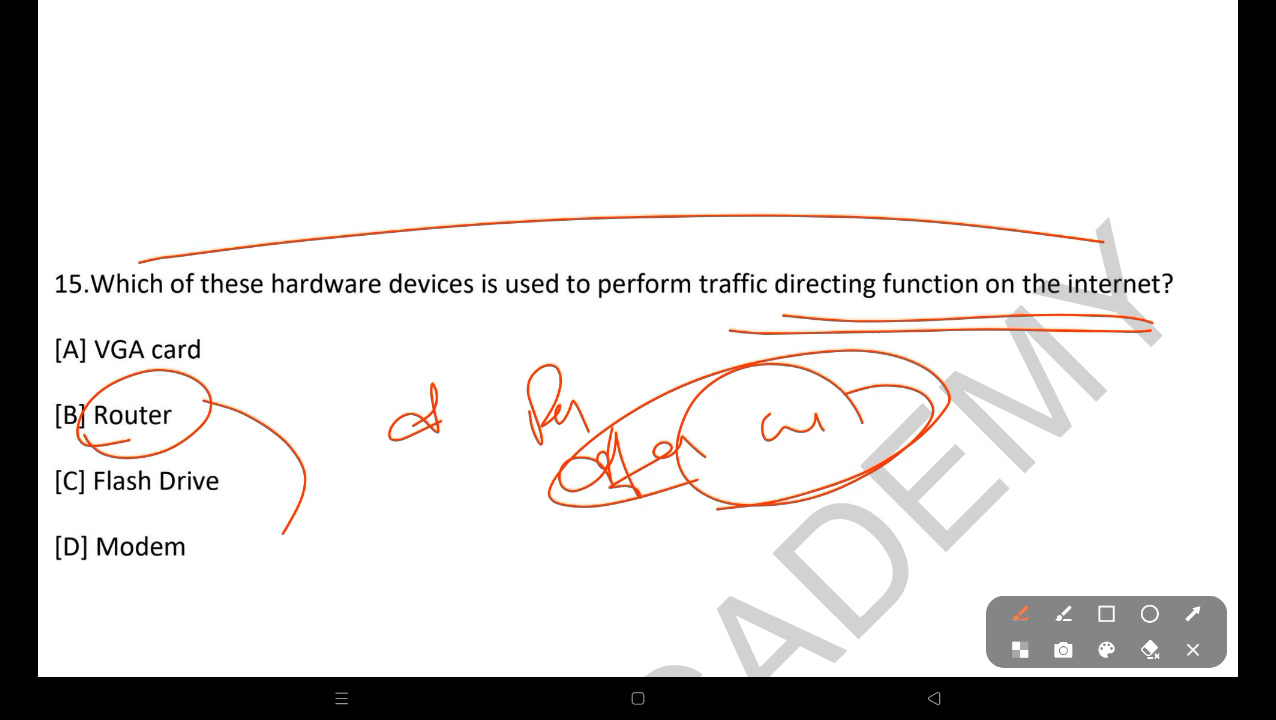 15.Which of these hardware devices is used to perform traffic directing function on the internet?
[A] VGA card
[B] Router
[C] Flash Drive
[D] Modem
ADEMY